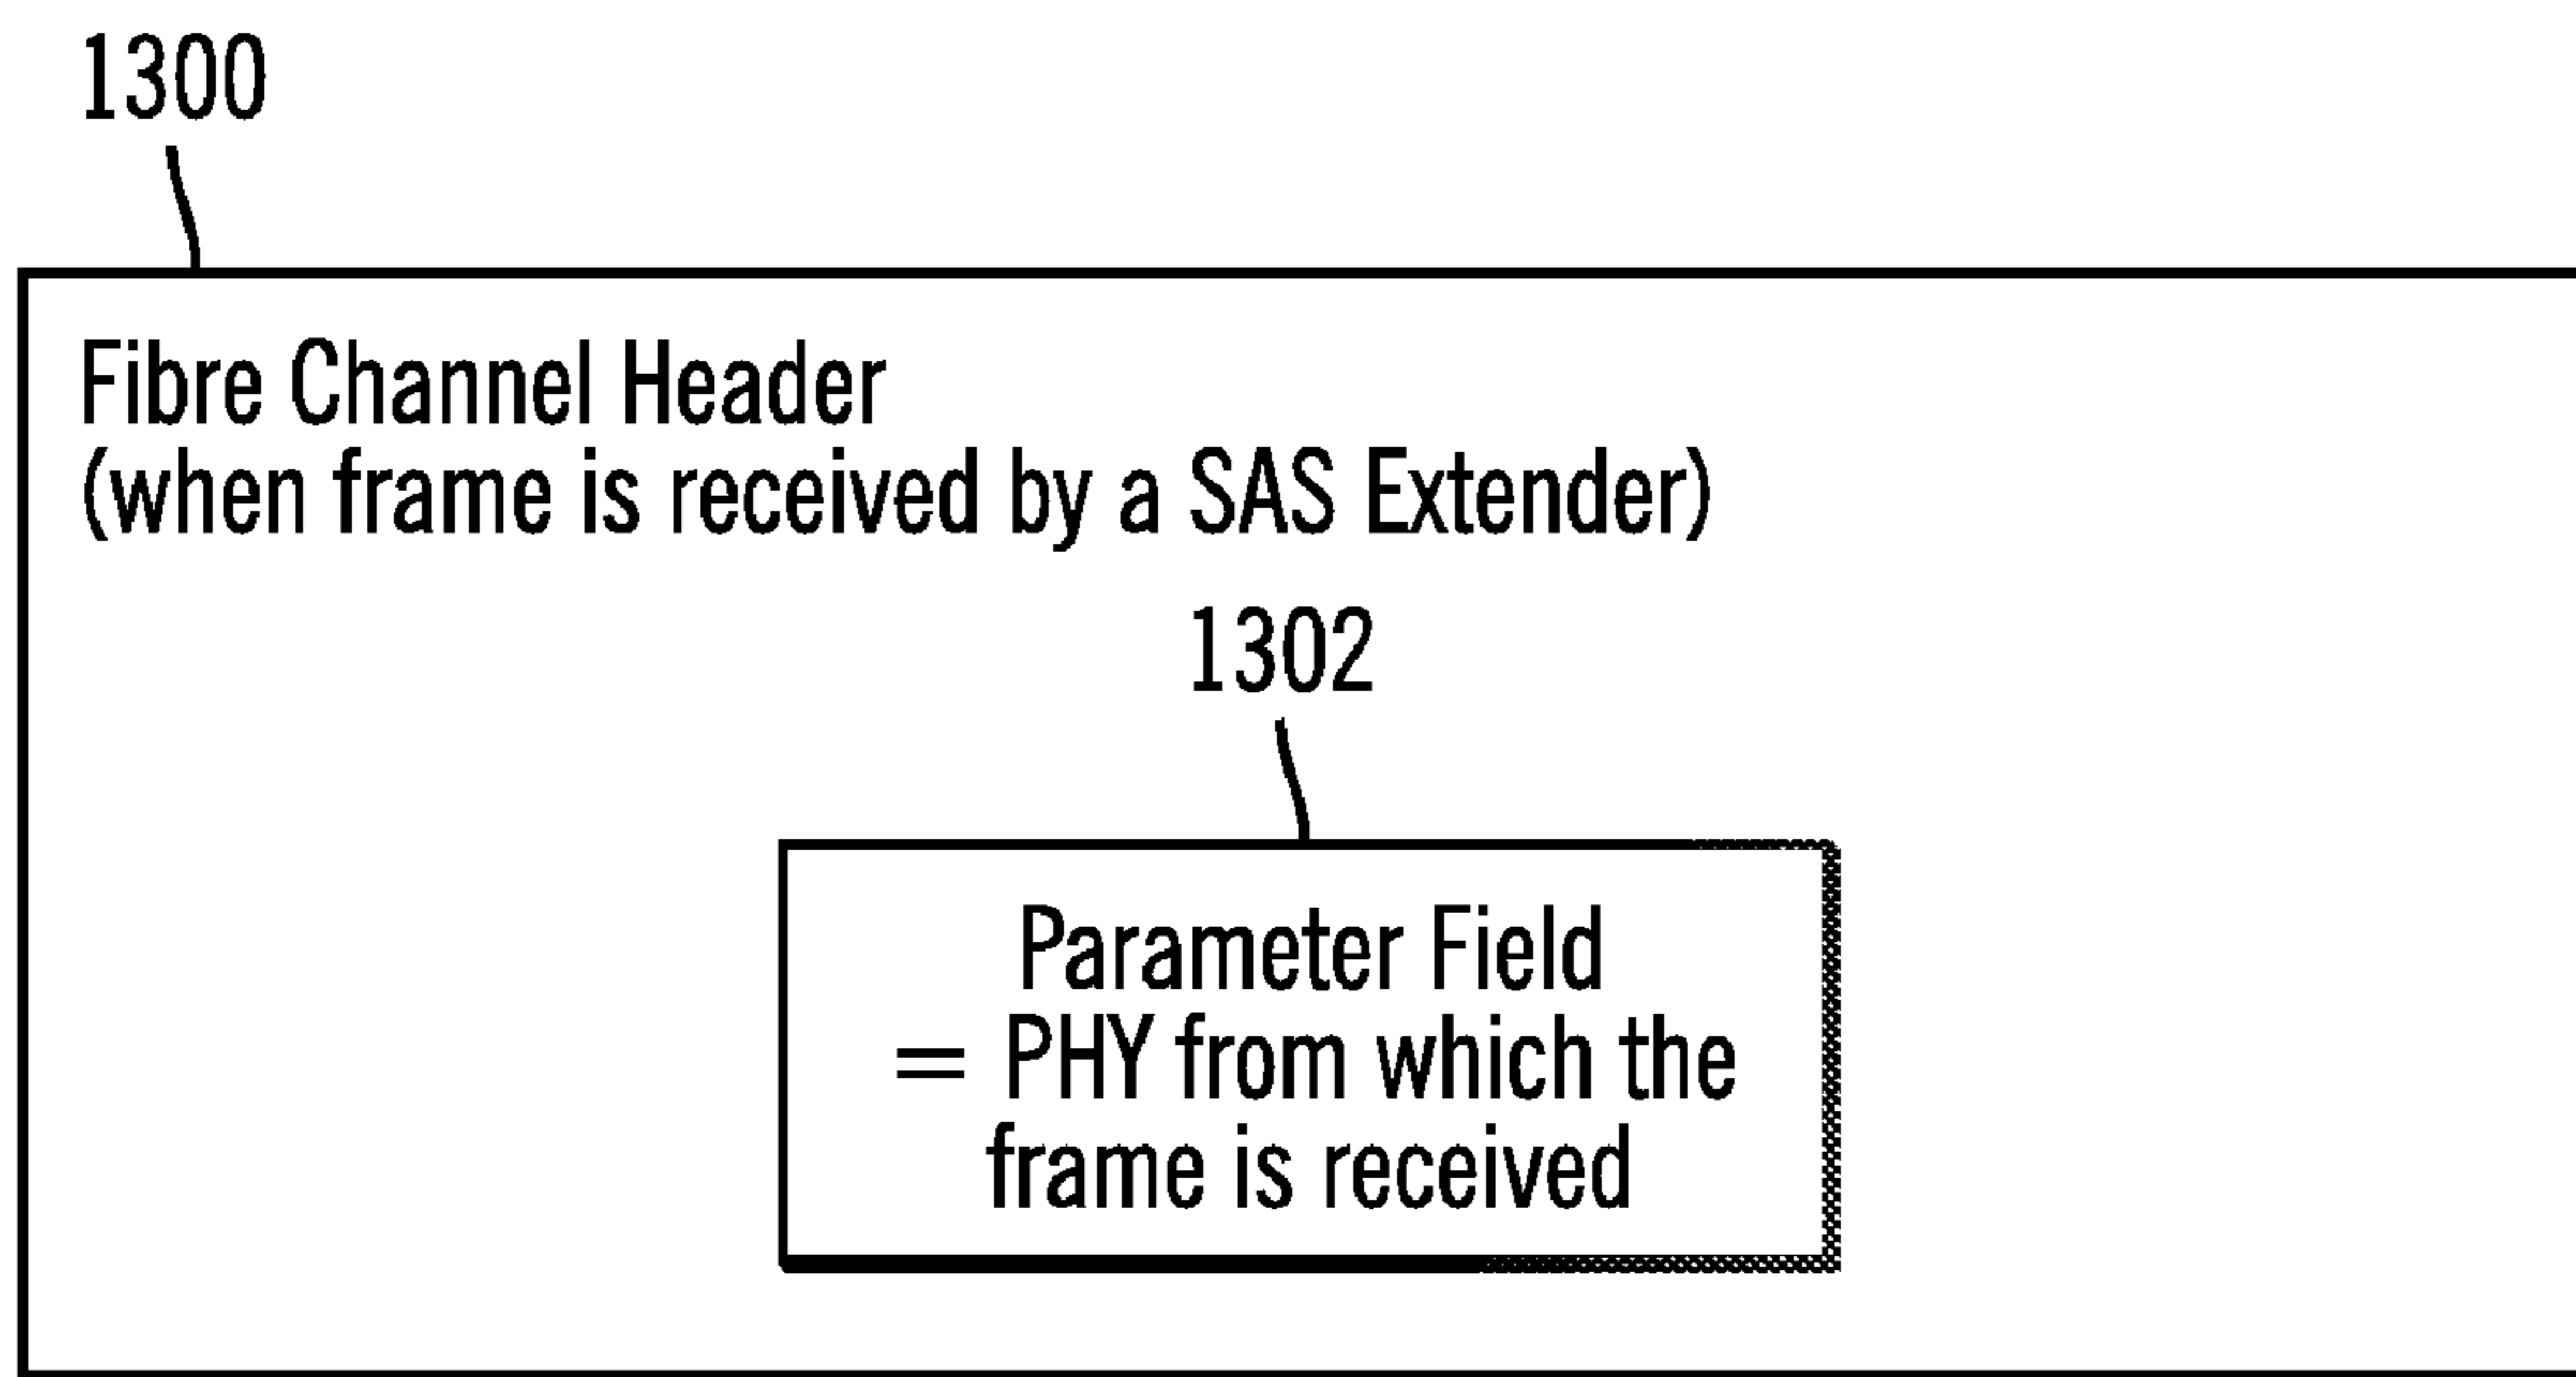 1300
Fibre Channel Header
(when frame is received by a SAS Extender)
1302
Parameter Field
= PHY from which the
frame is received